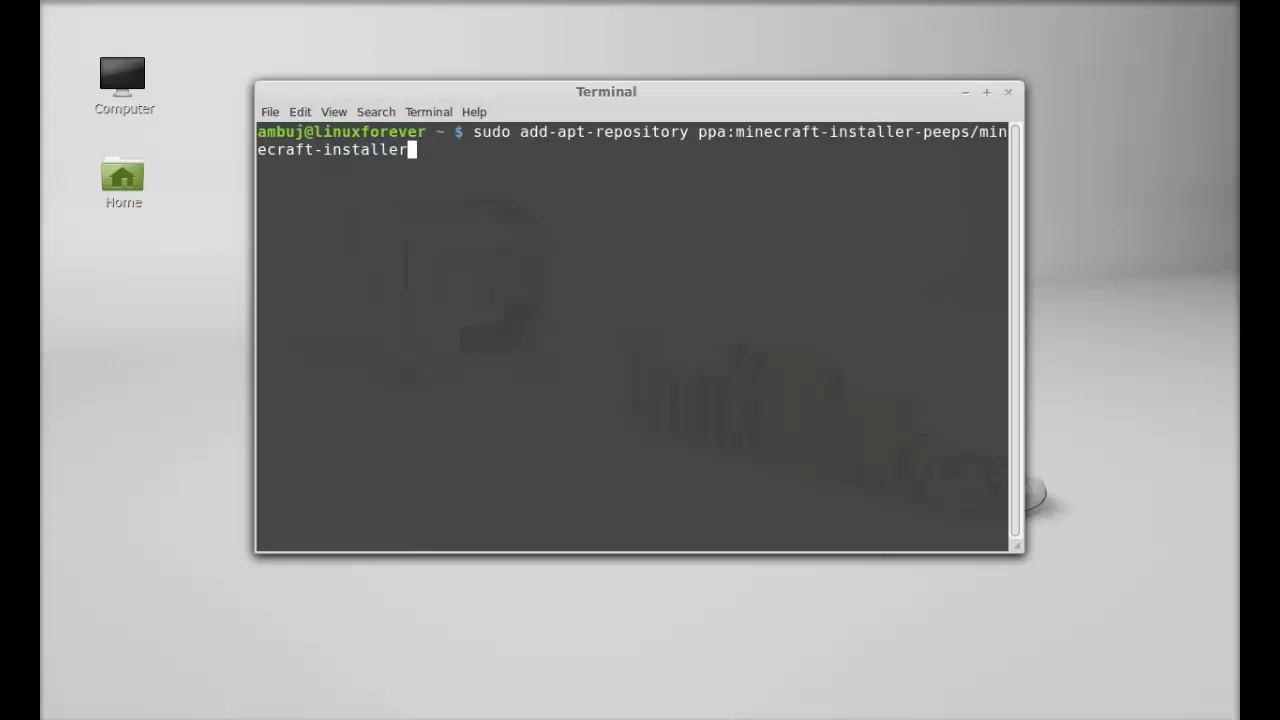 Computer
Home
Terminal
File Edit View Search Terminal Help
ambuj@linuxforever ~ $ sudo add-apt-repository ppa:minecraft-installer-peeps/min
ecraft-installer